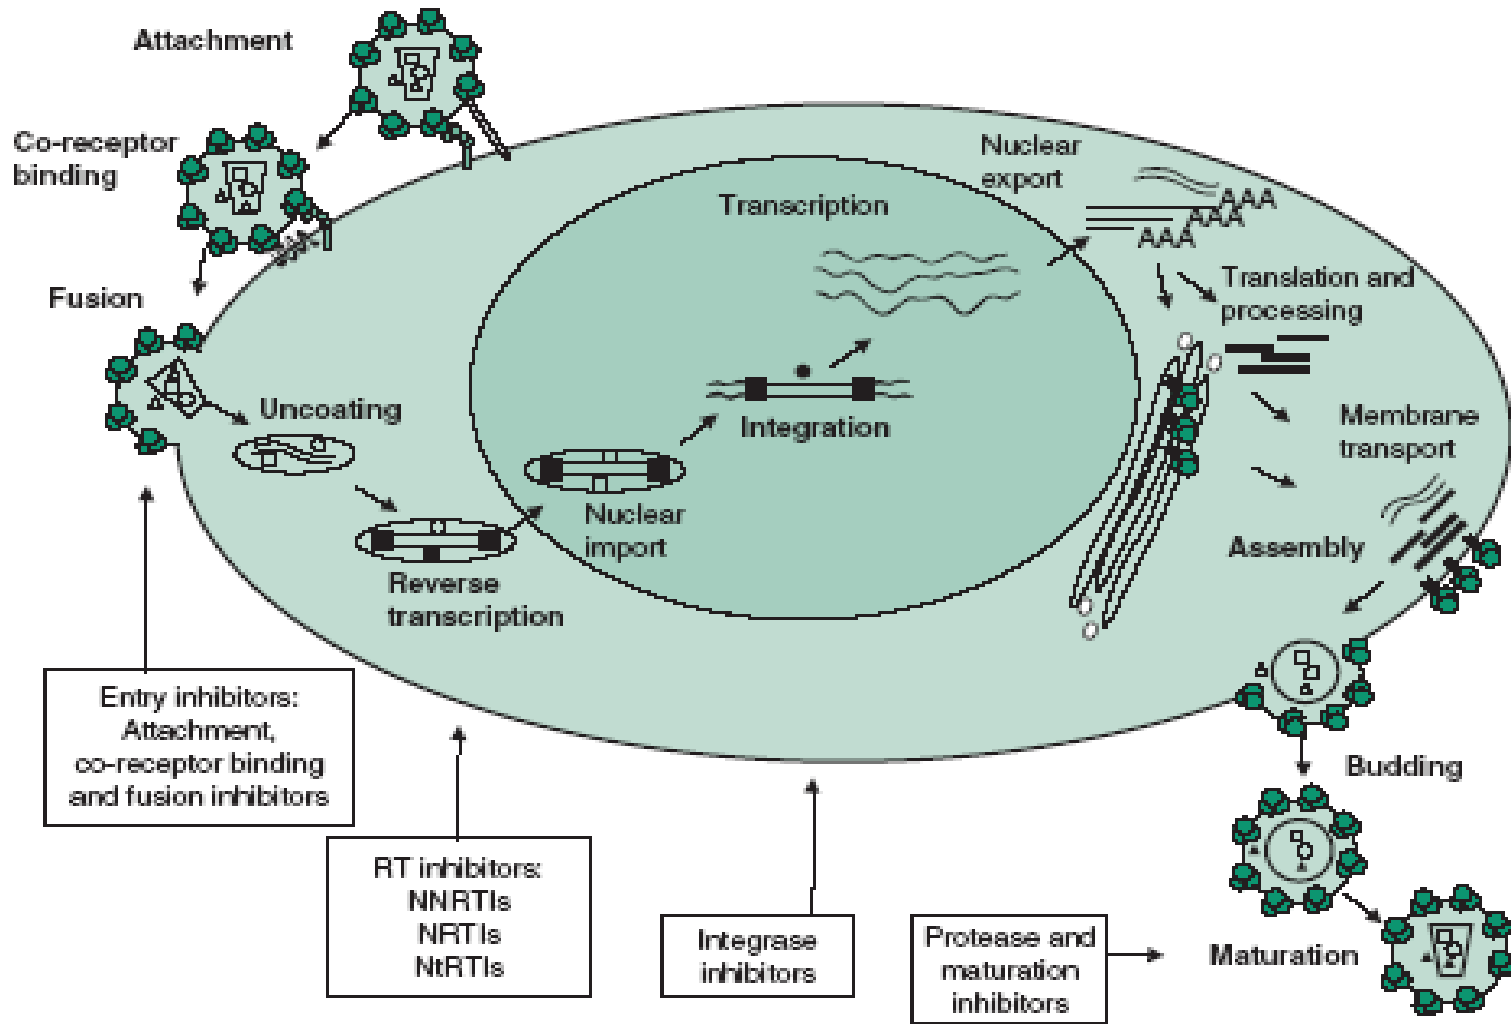 Attachment
Co-receptor
binding
Fusion
Uncoating
Reverse
transcription
Nuclear
import
Integration
Transcription
Nuclear
export
AAA
AAA
AAA
Translation and
processing
Membrane
transport
Assembly
Budding
Maturation
Entry inhibitors:
Attachment,
co-receptor binding
and fusion inhibitors
RT inhibitors:
NNRTIs
NRTIs
NtRTIs
Integrase
inhibitors
Protease and
maturation
inhibitors